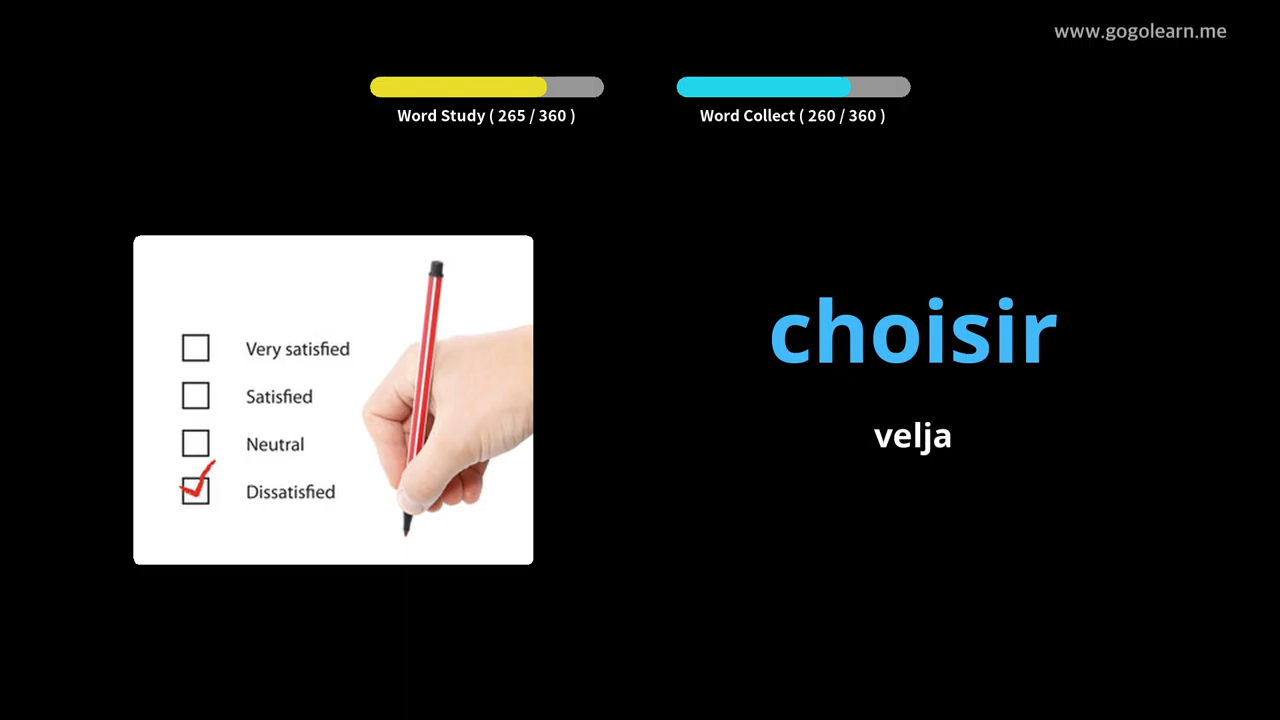 www.gogolearn.me
Word Study ( 265 / 360 )
Word Collect ( 260 / 360 )
Very satisfied
Satisfied
Neutral
Dissatisfied
choisir
velja